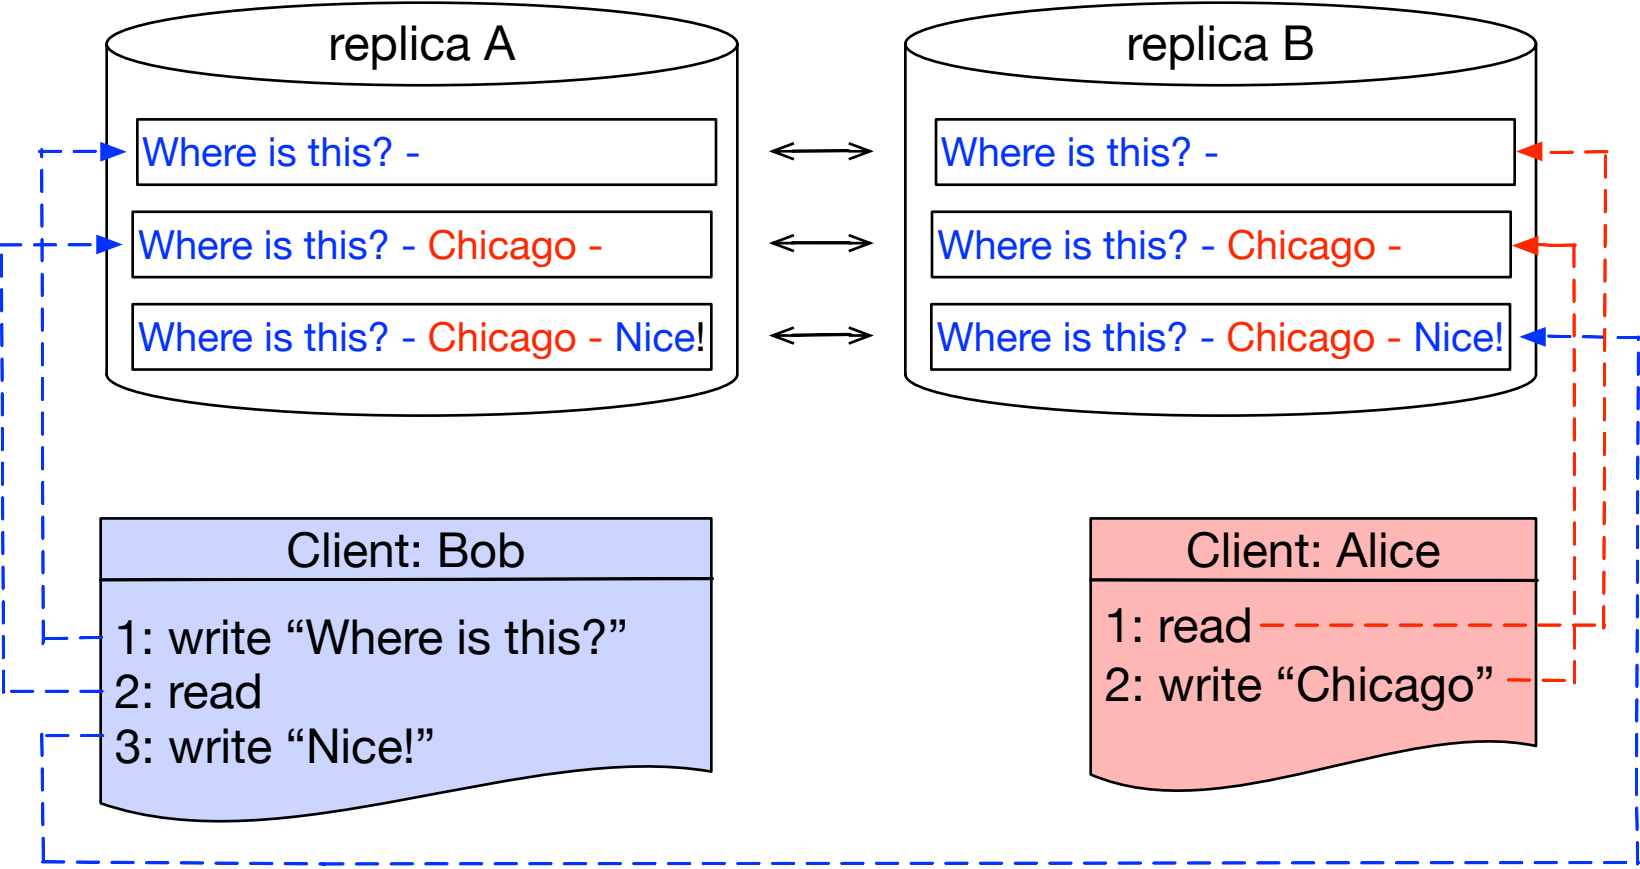 replica A
Where is this? -
Where is this? - Chicago -
Where is this? - Chicago - Nice!
replica B
Where is this? -
Where is this? - Chicago -
Where is this? - Chicago - Nice!
Client: Bob
1: write “Where is this?”
2: read
3: write “Nice!”
Client: Alice
1: read
2: write “Chicago”